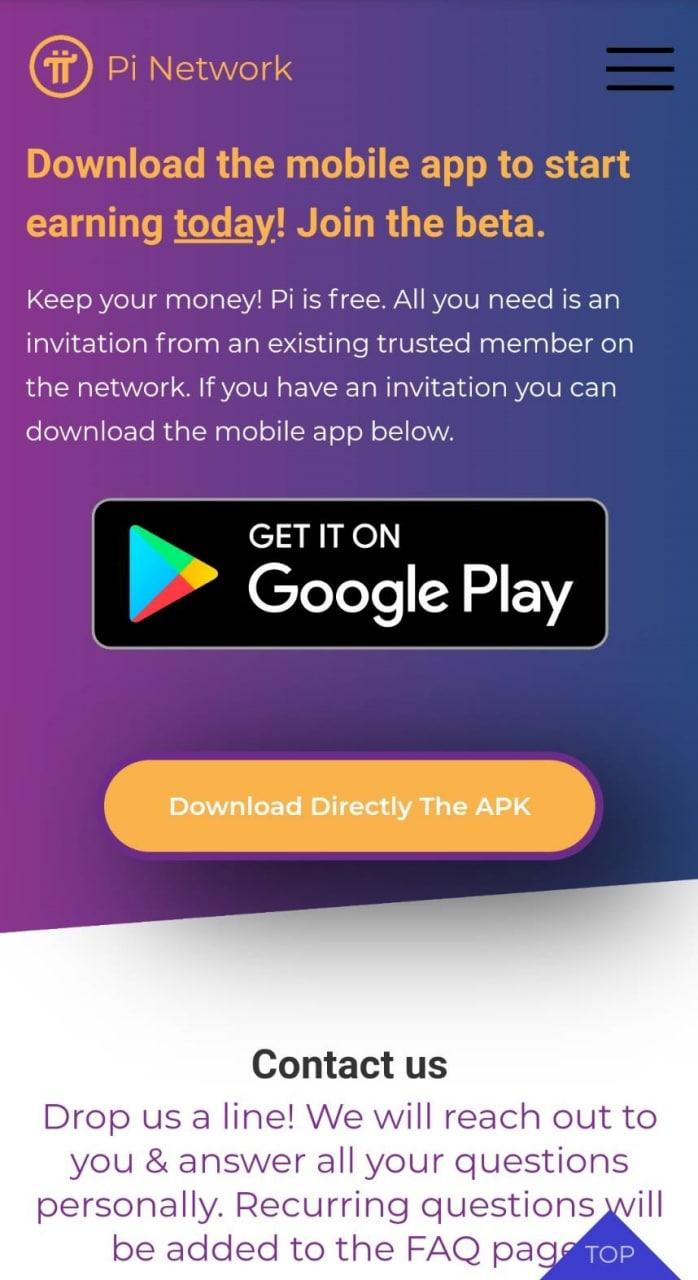 Pi Network
Download the mobile app to start
earning today! Join the beta.
Keep your money! Pi is free. All you need is an
invitation from an existing trusted member on
the network. If you have an invitation you can
download the mobile app below.
GET IT ON
Google Play
Download Directly The APK
Contact us
Drop us a line! We will reach out to
you & answer all your questions
personally. Recurring questions will
be added to the FAQ page
TOP